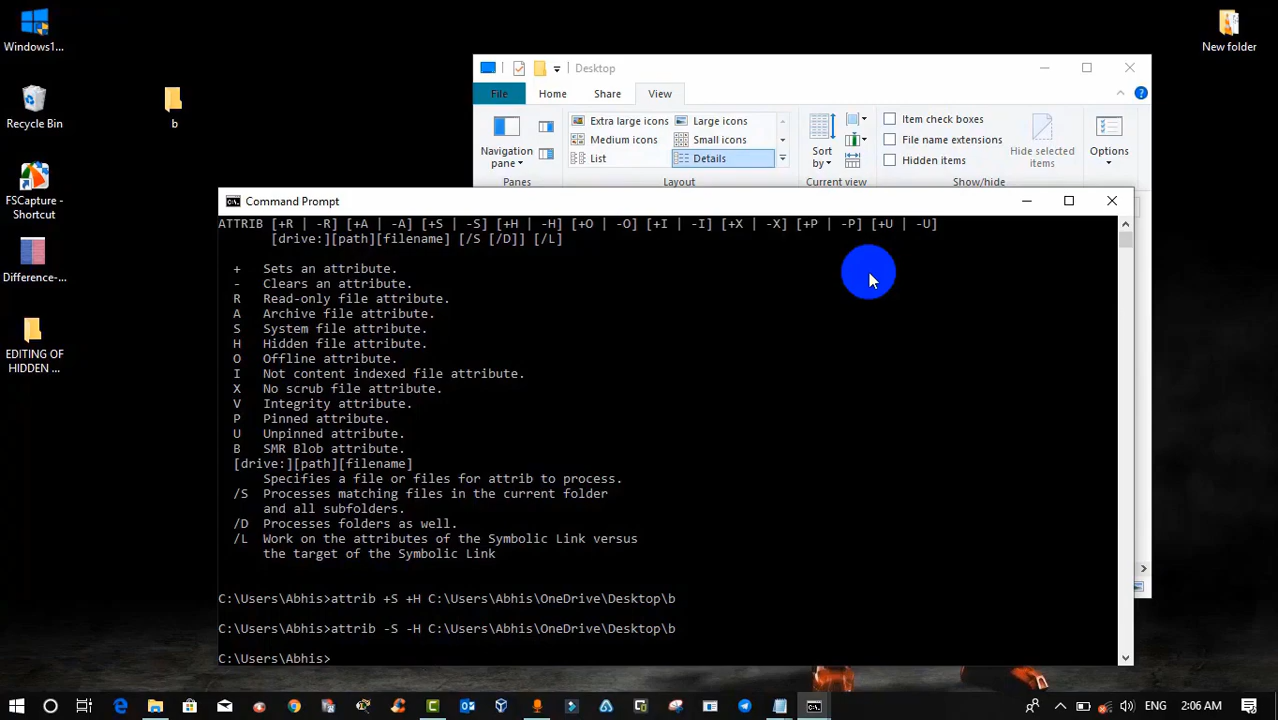 Windows1...
Recycle Bin
FSCapture -
Shortcut
Difference-...
EDITING OF
HIDDEN ...
b
New folder
Desktop
File
Home
Share
View
Navigation
pane
Extra large icons
Large icons
Medium icons
Small icons
List
Details
Sort
by
Item check boxes
File name extensions
Hidden items
Hide selected
items
Options
Panes
Layout
Current view
Show/hide
Command Prompt
ATTRIB [+R | -R] [+A | -A] [+S | -S] [+H | -H] [+O | -O] [+I | -I] [+X | -X] [+P | -P] [+U | -U]
[drive:][path][filename] [/S [/D]] [/L]
+ Sets an attribute.
- Clears an attribute.
R Read-only file attribute.
A Archive file attribute.
S System file attribute.
H Hidden file attribute.
O Offline attribute.
I Not content indexed file attribute.
X No scrub file attribute.
V Integrity attribute.
P Pinned attribute.
U Unpinned attribute.
B SMR Blob attribute.
[drive:][path][filename]
Specifies a file or files for attrib to process.
/S Processes matching files in the current folder
and all subfolders.
/D Processes folders as well.
/L Work on the attributes of the Symbolic Link versus
the target of the Symbolic Link
C:\Users\Abhis>attrib +S +H C:\Users\Abhis\OneDrive\Desktop\b
C:\Users\Abhis>attrib -S -H C:\Users\Abhis\OneDrive\Desktop\b
C:\Users\Abhis>
ENG
2:06 AM